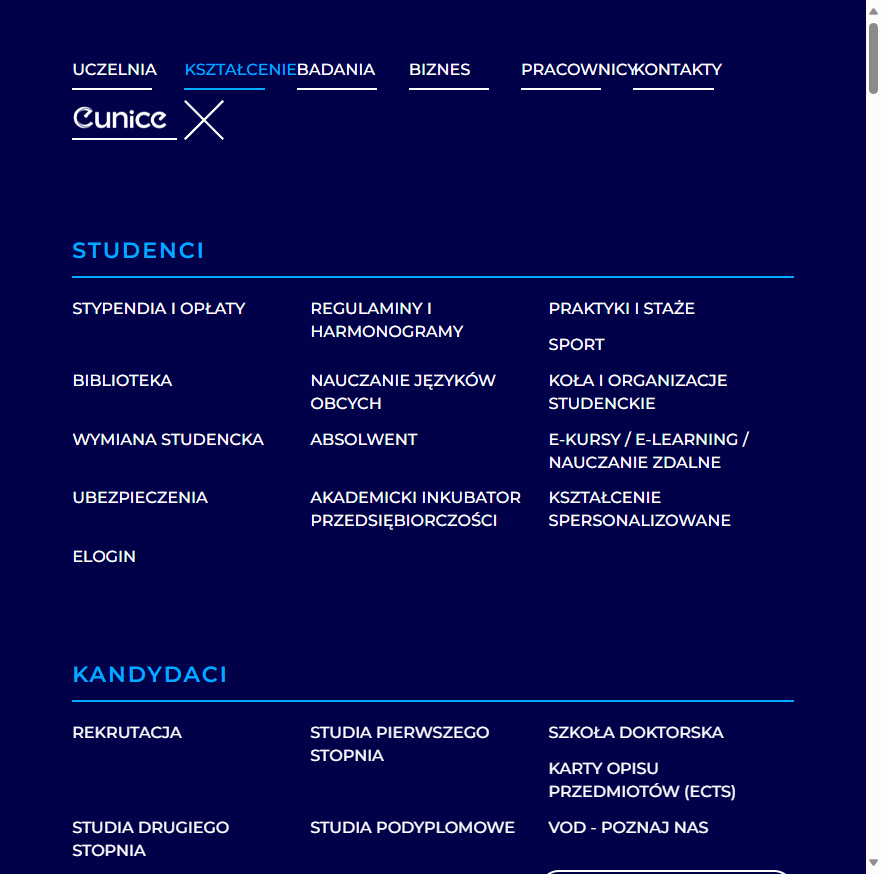 UCZELNIA KSZTAŁCENIE BADANIA BIZNES PRACOWNICY KONTAKTY
eunice
STUDENCI
STYPENDIA I OPŁATY
REGULAMINY I
HARMONOGRAMY
PRAKTYKI I STAŻE
SPORT
BIBLIOTEKA
NAUCZANIE JĘZYKÓW
OBCYCH
KOŁA I ORGANIZACJE
STUDENCKIE
WYMIANA STUDENCKA
ABSOLWENT
E-KURSY / E-LEARNING /
NAUCZANIE ZDALNE
UBEZPIECZENIA
AKADEMICKI INKUBATOR
PRZEDSIĘBIORCZOŚCI
KSZTAŁCENIE
SPERSONALIZOWANE
ELOGIN
KANDYDACI
REKRUTACJA
STUDIA PIERWSZEGO
STOPNIA
SZKOŁA DOKTORSKA
KARTY OPISU
PRZEDMIOTÓW (ECTS)
STUDIA DRUGIEGO
STOPNIA
STUDIA PODYPLOMOWE
VOD - POZNAJ NAS